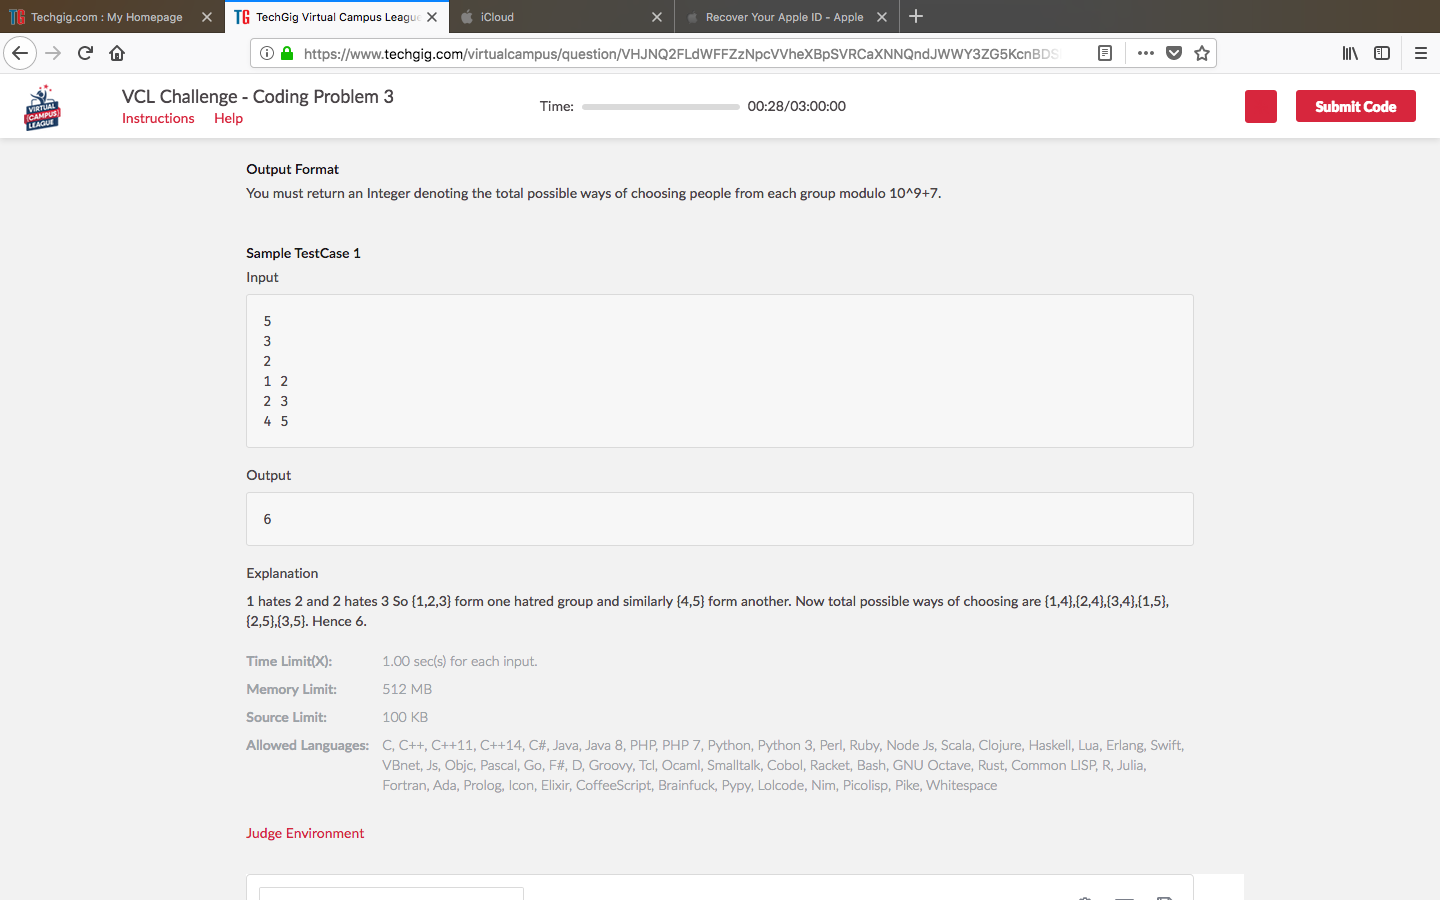 Techgig.com : My Homepage
TechGig Virtual Campus League
iCloud
Recover Your Apple ID - Apple
https://www.techgig.com/virtualcampus/question/VHJNQ2FLdWFFZzNpcVVheXBpSVRCaXNNQndJWWY3ZG5KcnBDS
VIRTUAL
CAMPUS
LEAGUE
VCL Challenge - Coding Problem 3
Instructions Help
Time: 00:28/03:00:00
Submit Code
Output Format
You must return an Integer denoting the total possible ways of choosing people from each group modulo 10^9+7.
Sample TestCase 1
Input
5
3
2
1 2
2 3
4 5
Output
6
Explanation
1 hates 2 and 2 hates 3 So {1,2,3} form one hatred group and similarly {4,5} form another. Now total possible ways of choosing are {1,4},{2,4},{3,4},{1,5},
{2,5},{3,5}. Hence 6.
Time Limit(X): 1.00 sec(s) for each input.
Memory Limit: 512 MB
Source Limit: 100 KB
Allowed Languages: C, C++, C++11, C++14, C#, Java, Java 8, PHP, PHP 7, Python, Python 3, Perl, Ruby, Node Js, Scala, Clojure, Haskell, Lua, Erlang, Swift,
VBnet, Js, Objc, Pascal, Go, F#, D, Groovy, Tcl, Ocaml, Smalltalk, Cobol, Racket, Bash, GNU Octave, Rust, Common LISP, R, Julia,
Fortran, Ada, Prolog, Icon, Elixir, CoffeeScript, Brainfuck, Pypy, Lolcode, Nim, Picolisp, Pike, Whitespace
Judge Environment